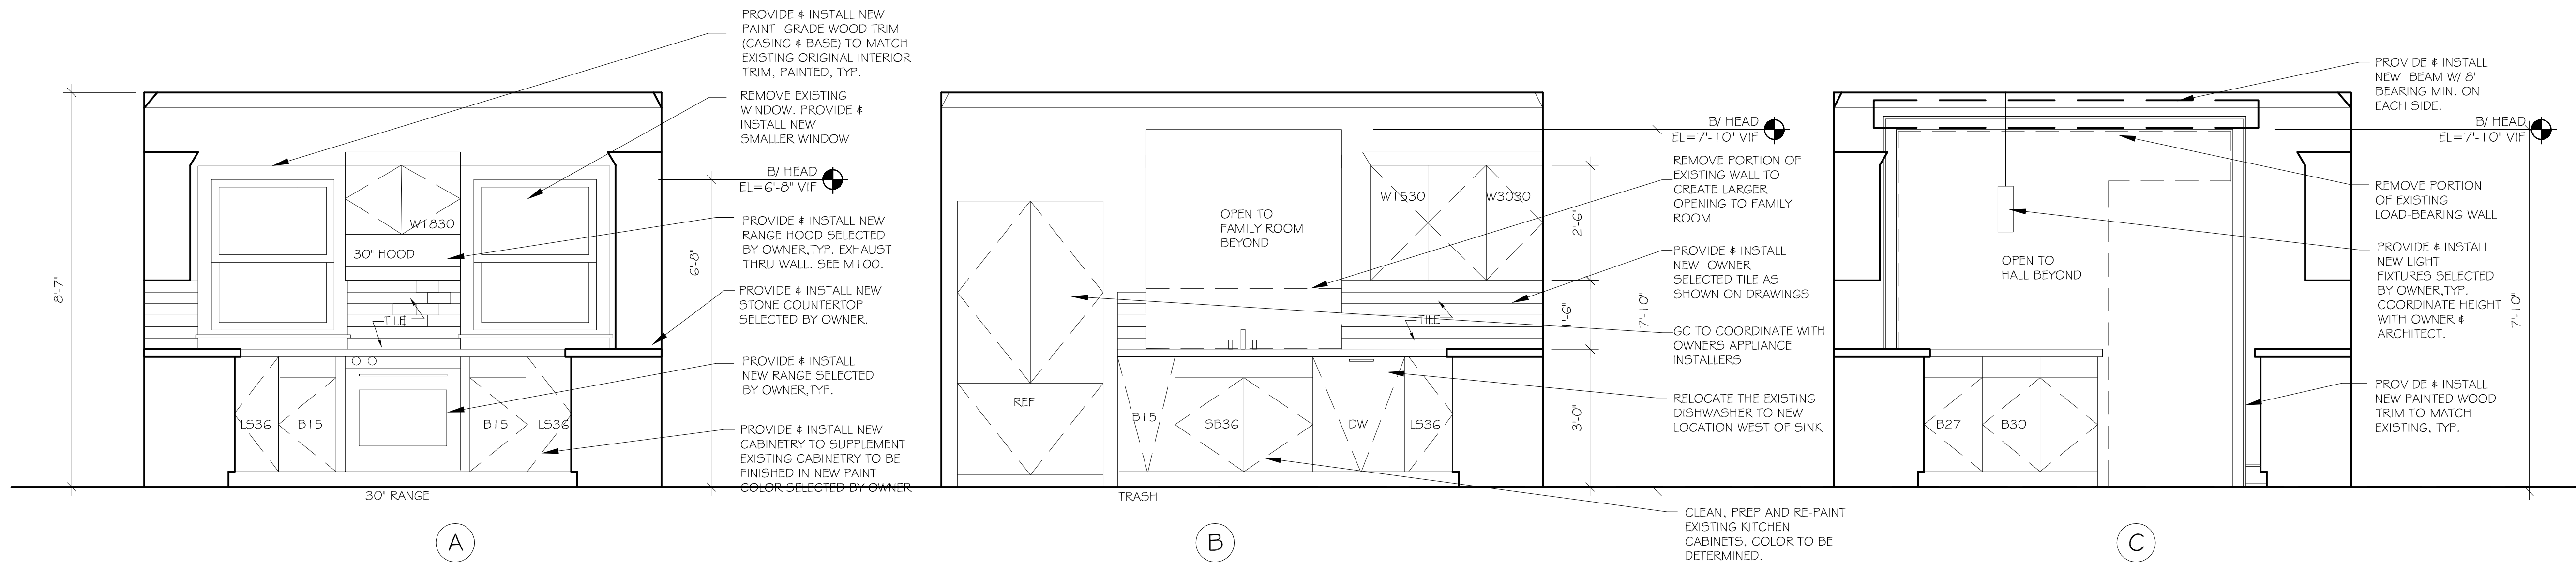 PROVIDE & INSTALL NEW
PAINT GRADE WOOD TRIM
(CASING & BASE) TO MATCH
EXISTING ORIGINAL INTERIOR
TRIM, PAINTED, TYP.
REMOVE EXISTING
WINDOW. PROVIDE &
INSTALL NEW
SMALLER WINDOW
B/ HEAD
EL=6'-8" VIF
PROVIDE & INSTALL NEW
RANGE HOOD SELECTED
BY OWNER,TYP. EXHAUST
THRU WALL. SEE M100.
PROVIDE & INSTALL NEW
STONE COUNTERTOP
SELECTED BY OWNER.
PROVIDE & INSTALL
NEW RANGE SELECTED
BY OWNER,TYP.
PROVIDE & INSTALL NEW
CABINETRY TO SUPPLEMENT
EXISTING CABINETRY TO BE
FINISHED IN NEW PAINT
COLOR SELECTED BY OWNER
8'-7"
6'-8"
W1830
30" HOOD
TILE
LS36
B15
B15
LS36
30" RANGE
A
OPEN TO
FAMILY ROOM
BEYOND
W1530
W3030
TILE
REF
B15
SB36
DW
LS36
TRASH
B
2'-6"
1'-6"
3'-0"
7'-10"
B/ HEAD
EL=7'-10" VIF
REMOVE PORTION OF
EXISTING WALL TO
CREATE LARGER
OPENING TO FAMILY
ROOM
PROVIDE & INSTALL
NEW OWNER
SELECTED TILE AS
SHOWN ON DRAWINGS
GC TO COORDINATE WITH
OWNERS APPLIANCE
INSTALLERS
RELOCATE THE EXISTING
DISHWASHER TO NEW
LOCATION WEST OF SINK
CLEAN, PREP AND RE-PAINT
EXISTING KITCHEN
CABINETS, COLOR TO BE
DETERMINED.
OPEN TO
HALL BEYOND
B27
B30
C
PROVIDE & INSTALL
NEW BEAM W/ 8"
BEARING MIN. ON
EACH SIDE.
B/ HEAD
EL=7'-10" VIF
REMOVE PORTION
OF EXISTING
LOAD-BEARING WALL
PROVIDE & INSTALL
NEW LIGHT
FIXTURES SELECTED
BY OWNER,TYP.
COORDINATE HEIGHT
WITH OWNER &
ARCHITECT.
PROVIDE & INSTALL
NEW PAINTED WOOD
TRIM TO MATCH
EXISTING, TYP.
7'-10"